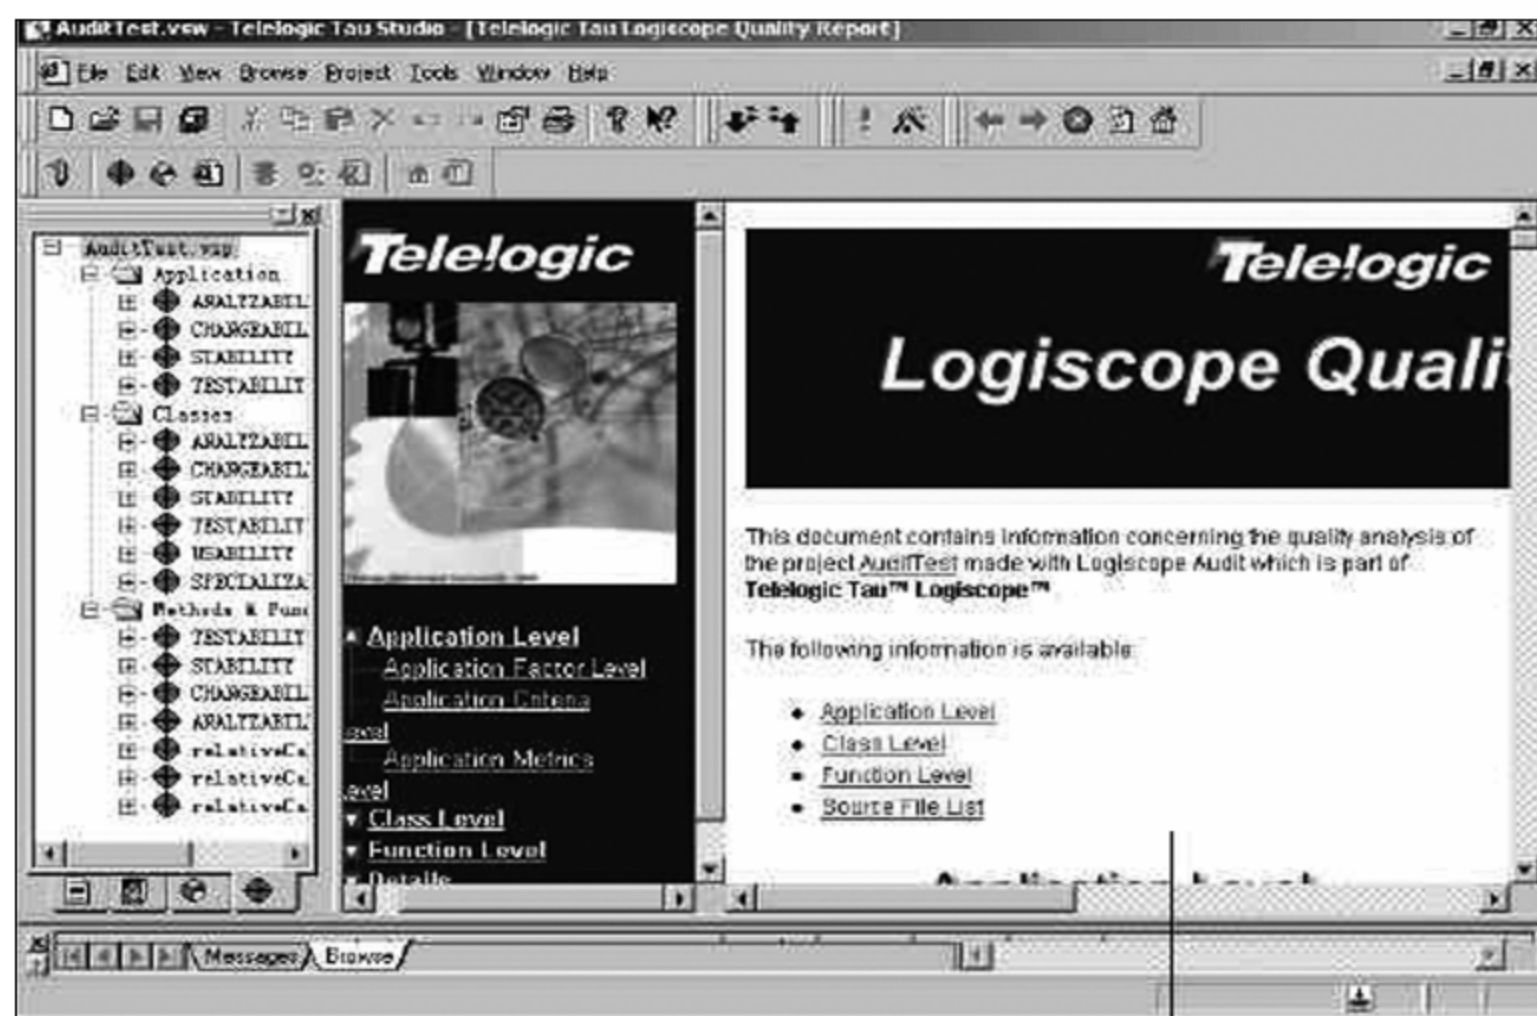 AuditTest.vsw - Telelogic Tau Studio - [Telelogic Tau Logiscope Quality Report]
File Edit View Browse Project Tools Window Help
AuditTest.vsp
Application
ANALYZABIL
CHANGEABIL
STABILITY
TESTABILIT
Classes
ANALYZABIL
CHANGEABIL
STABILITY
TESTABILIT
USABILITY
SPECIALIZA
Methods & Func
TESTABILIT
STABILITY
CHANGEABIL
ANALYZABIL
relativeCa
relativeCa
relativeCa
Telelogic
Application Level
Application Factor Level
Application Criteria
Level
Application Metrics
Level
Class Level
Function Level
Details
Telelogic
Logiscope Quali
This document contains information concerning the quality analysis of
the project AuditTest made with Logiscope Audit which is part of
Telelogic Tau™ Logiscope™
The following information is available:
Application Level
Class Level
Function Level
Source File List
Messages Browse